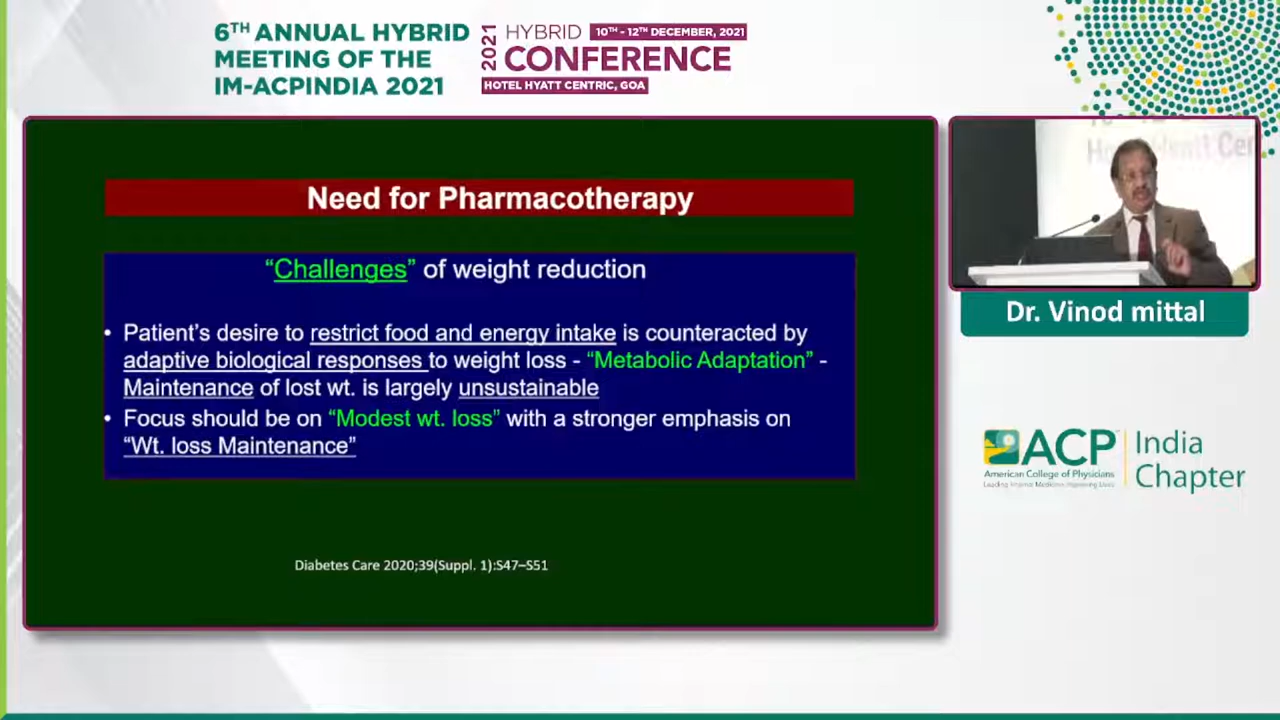 6TH ANNUAL HYBRID
MEETING OF THE
IM-ACPINDIA 2021
2021
HYBRID
10TH - 12TH DECEMBER, 2021
CONFERENCE
HOTEL HYATT CENTRIC, GOA
Need for Pharmacotherapy
“Challenges” of weight reduction
• Patient’s desire to restrict food and energy intake is counteracted by
adaptive biological responses to weight loss - “Metabolic Adaptation” -
Maintenance of lost wt. is largely unsustainable
• Focus should be on “Modest wt. loss” with a stronger emphasis on
“Wt. loss Maintenance”
Diabetes Care 2020;39(Suppl. 1):S47–S51
Dr. Vinod mittal
ACP
American College of Physicians
India
Chapter